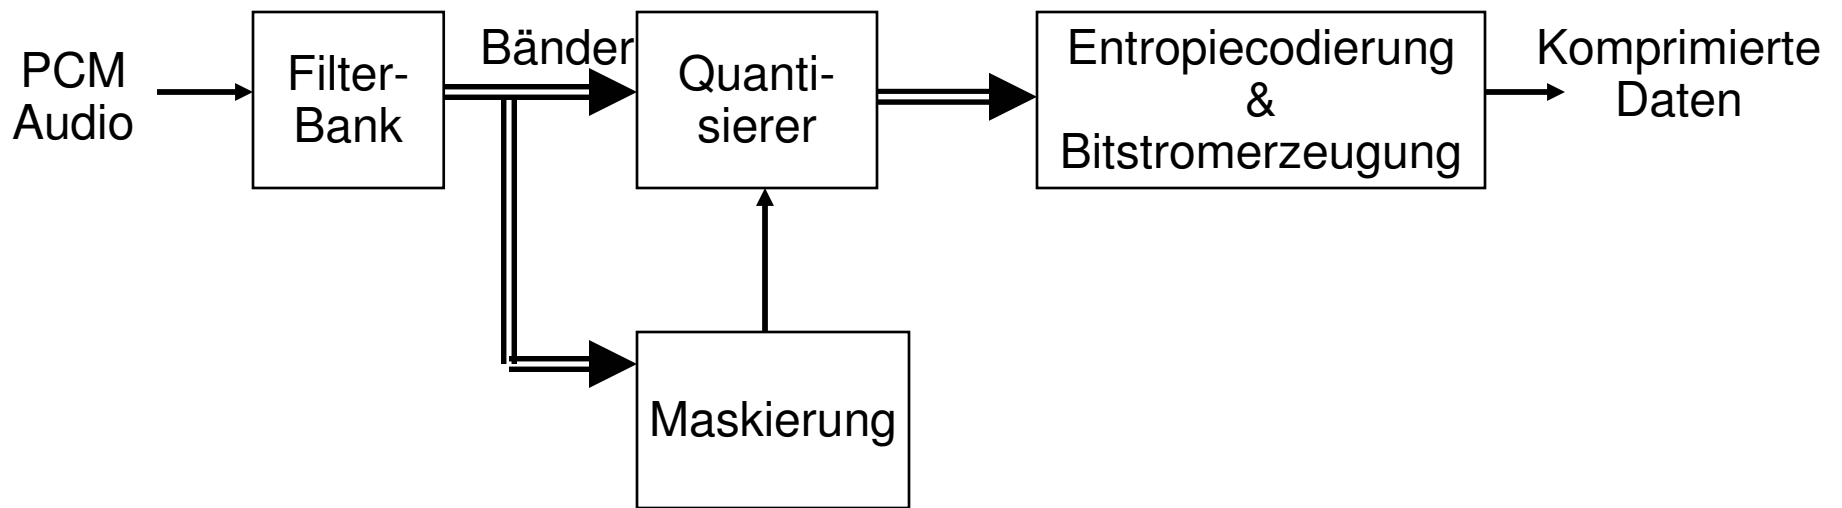 PCM
Audio
Filter-
Bank
Bänder
Quanti-
sierer
Entropiecodierung
&
Bitstromerzeugung
Komprimierte
Daten
Maskierung